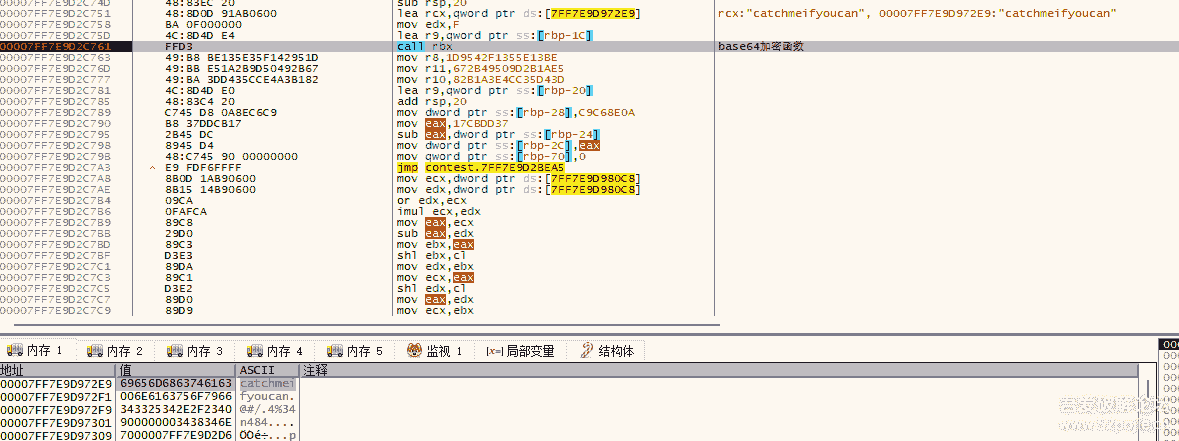 00007FF7E9D2C74D 48:83EC 20 sub rsp,20
00007FF7E9D2C751 48:8D0D 91AB0600 lea rcx,qword ptr ds:[7FF7E9D972E9] rcx:"catchmeifyoucan", 00007FF7E9D972E9:"catchmeifyoucan"
BA 0F000000 mov edx,F
00007FF7E9D2C75D 4C:8D4D E4 lea r9,qword ptr ss:[rbp-1C]
00007FF7E9D2C761 FFD3 call rbx base64加密函数
00007FF7E9D2C763 49:B8 BE135E35F142951D mov r8,1D9542F1355E13BE
00007FF7E9D2C76D 49:BB E51A2B9D50492B67 mov r11,672B49509D2B1AE5
00007FF7E9D2C777 49:BA 3DD435CCE4A3B182 mov r10,82B1A3E4CC35D43D
00007FF7E9D2C781 4C:8D4D E0 lea r9,qword ptr ss:[rbp-20]
00007FF7E9D2C785 48:83C4 20 add rsp,20
00007FF7E9D2C789 C745 D8 0A8EC6C9 mov dword ptr ss:[rbp-28],C9C68E0A
00007FF7E9D2C790 B8 37DDCB17 mov eax,17CBDD37
00007FF7E9D2C795 2B45 DC sub eax,dword ptr ss:[rbp-24]
00007FF7E9D2C798 8945 D4 mov dword ptr ss:[rbp-2C],eax
00007FF7E9D2C79B 48:C745 90 00000000 mov qword ptr ss:[rbp-70],0
00007FF7E9D2C7A3 E9 FDF6FFFF jmp contest.7FF7E9D2BEA5
00007FF7E9D2C7A8 8B0D 1AB90600 mov ecx,dword ptr ds:[7FF7E9D980C8]
00007FF7E9D2C7AE 8B15 14B90600 mov edx,dword ptr ds:[7FF7E9D980C8]
00007FF7E9D2C7B4 09CA or edx,ecx
00007FF7E9D2C7B6 0FAFCA imul ecx,edx
00007FF7E9D2C7B9 89C8 mov eax,ecx
00007FF7E9D2C7BB 29D0 sub eax,edx
00007FF7E9D2C7BD 89C3 mov ebx,eax
00007FF7E9D2C7BF D3E3 shl ebx,cl
00007FF7E9D2C7C1 89DA mov edx,ebx
00007FF7E9D2C7C3 89C1 mov ecx,eax
00007FF7E9D2C7C5 D3E2 shl edx,cl
00007FF7E9D2C7C7 89D0 mov eax,edx
00007FF7E9D2C7C9 89D9 mov ecx,ebx
内存 1 内存 2 内存 3 内存 4 内存 5 监视 1 [x=] 局部变量 结构体
地址 值 ASCII 注释
00007FF7E9D972E9 69656D6863746163 catchmei
00007FF7E9D972F1 006E6163756F7966 fyoucan.
00007FF7E9D972F9 343325342E2F2340 @#/.4%34
00007FF7E9D97301 900000003438346E n484....
00007FF7E9D97309 7000007FF7E9D2D6 ÖÒé÷...p